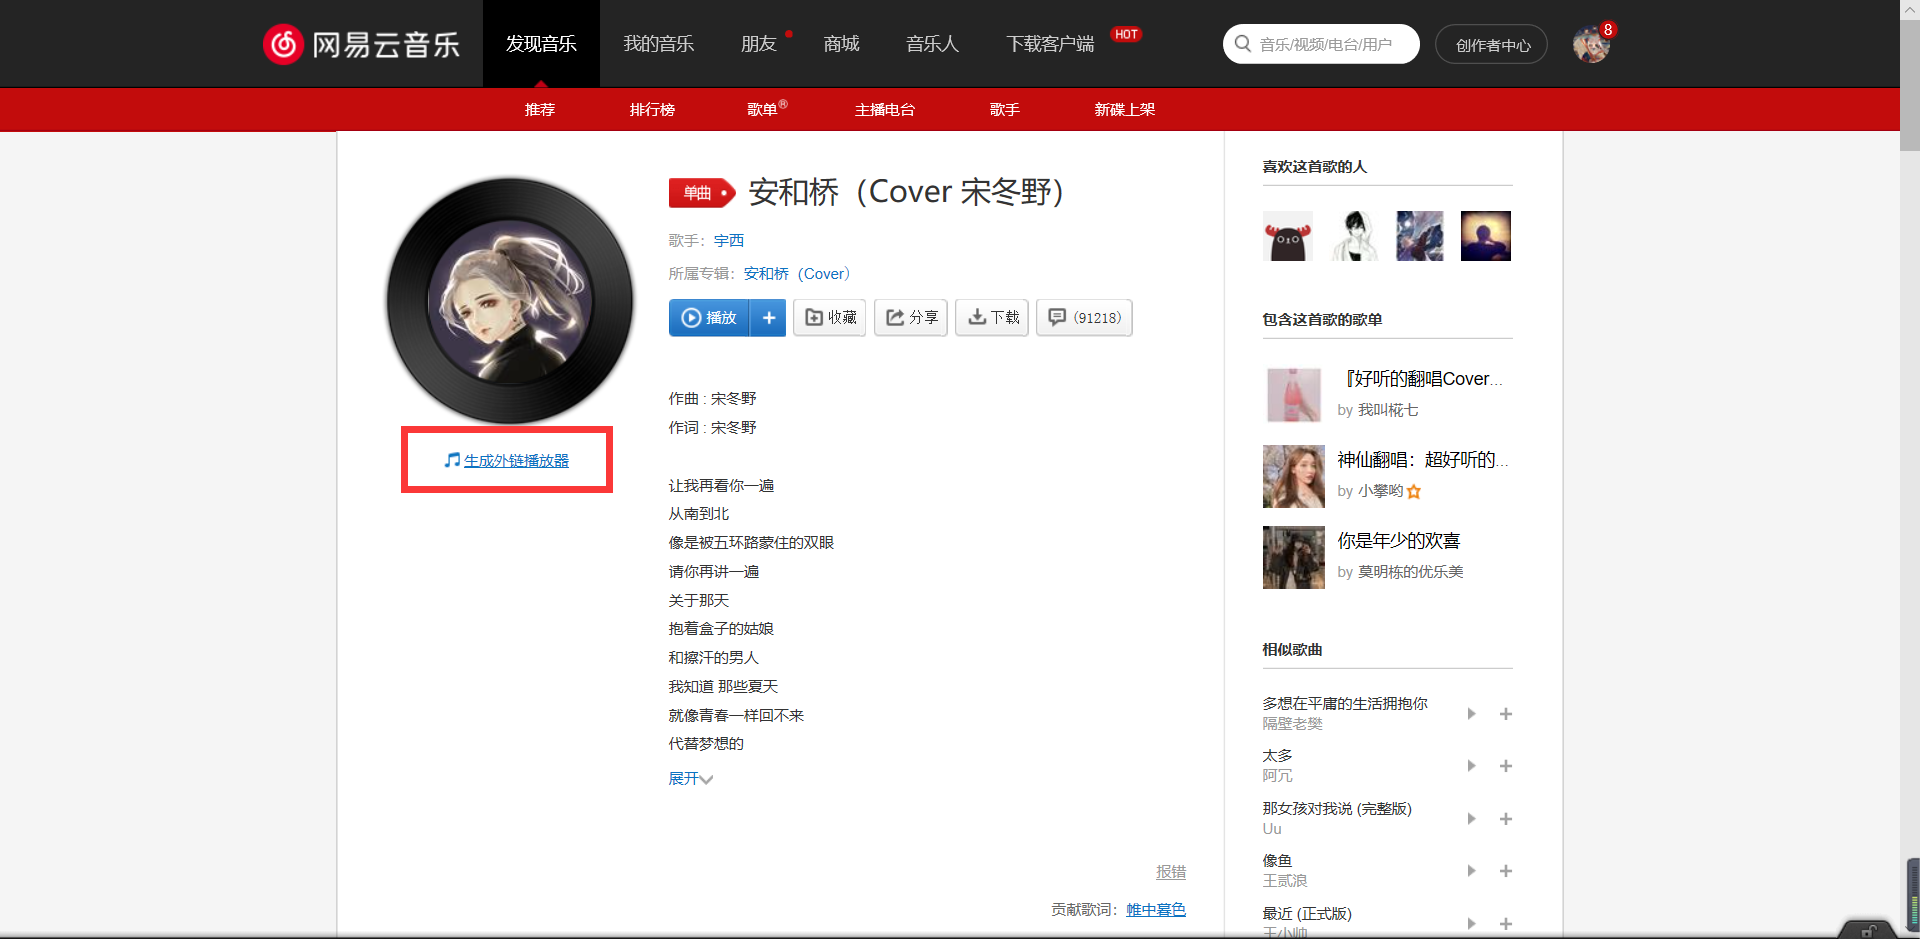 网易云音乐
发现音乐
我的音乐
朋友
商城
音乐人
下载客户端
HOT
音乐/视频/电台/用户
创作者中心
8
推荐
排行榜
歌单®
主播电台
歌手
新碟上架
单曲
安和桥（Cover 宋冬野）
歌手：宇西
所属专辑：安和桥（Cover）
播放
收藏
分享
下载
(91218)
生成外链播放器
作曲 : 宋冬野
作词 : 宋冬野
让我再看你一遍
从南到北
像是被五环路蒙住的双眼
请你再讲一遍
关于那天
抱着盒子的姑娘
和擦汗的男人
我知道 那些夏天
就像青春一样回不来
代替梦想的
展开
报错
贡献歌词：帷中暮色
喜欢这首歌的人
包含这首歌的歌单
『好听的翻唱Cover...
by 我叫椛七
神仙翻唱：超好听的...
by 小攀哟
你是年少的欢喜
by 莫明栋的优乐美
相似歌曲
多想在平庸的生活拥抱你
隔壁老樊
太多
阿冗
那女孩对我说 (完整版)
Uu
像鱼
王贰浪
最近 (正式版)
王小帅